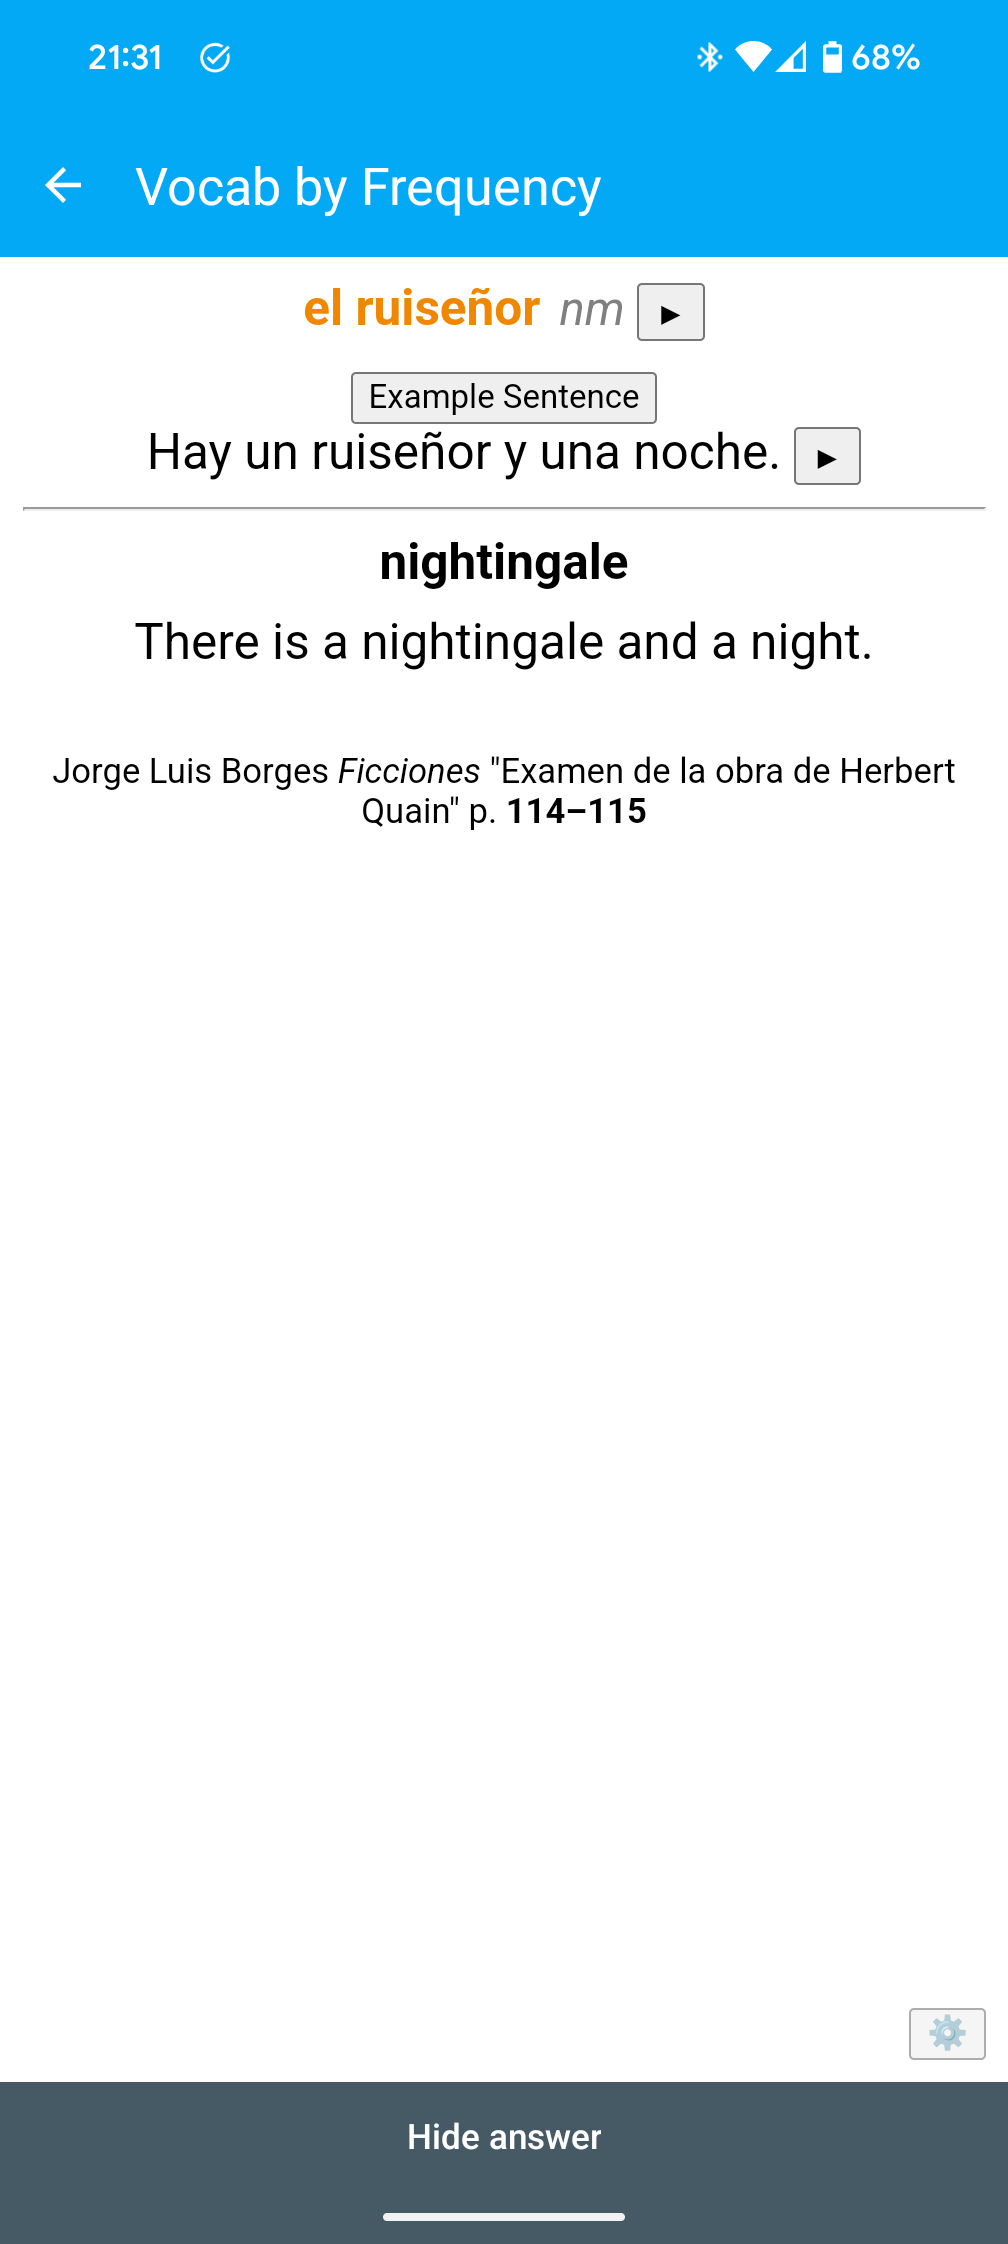 21:31 68%
Vocab by Frequency
el ruiseñor nm ▶
Example Sentence
Hay un ruiseñor y una noche. ▶
nightingale
There is a nightingale and a night.
Jorge Luis Borges Ficciones "Examen de la obra de Herbert
Quain" p. 114–115
Hide answer